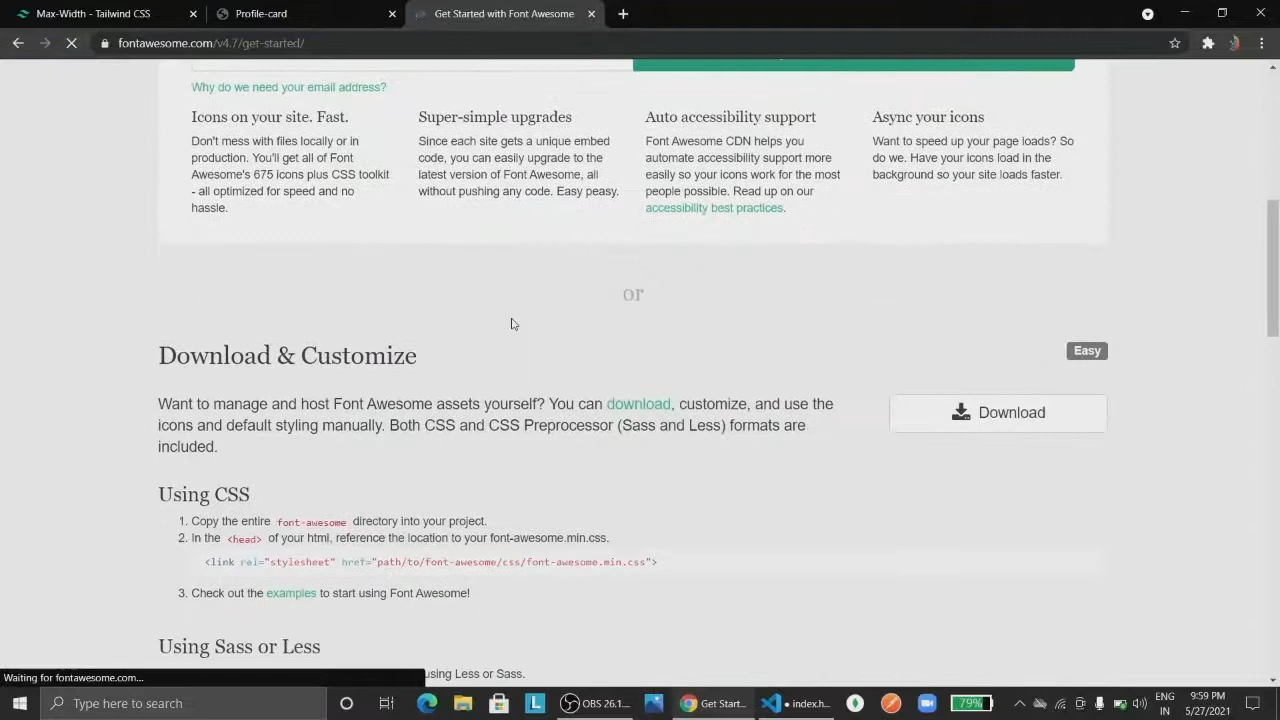 Max-Width - Tailwind CSS
Profile-card
Get Started with Font Awesome
fontawesome.com/v4.7/get-started/
Why do we need your email address?
Icons on your site. Fast.
Don't mess with files locally or in
production. You'll get all of Font
Awesome's 675 icons plus CSS toolkit
- all optimized for speed and no
hassle.
Super-simple upgrades
Since each site gets a unique embed
code, you can easily upgrade to the
latest version of Font Awesome, all
without pushing any code. Easy peasy.
Auto accessibility support
Font Awesome CDN helps you
automate accessibility support more
easily so your icons work for the most
people possible. Read up on our
accessibility best practices.
Async your icons
Want to speed up your page loads? So
do we. Have your icons load in the
background so your site loads faster.
or
Download & Customize
Easy
Want to manage and host Font Awesome assets yourself? You can download, customize, and use the
icons and default styling manually. Both CSS and CSS Preprocessor (Sass and Less) formats are
included.
Download
Using CSS
1. Copy the entire font-awesome directory into your project.
2. In the <head> of your html, reference the location to your font-awesome.min.css.
<link rel="stylesheet" href="path/to/font-awesome/css/font-awesome.min.css">
3. Check out the examples to start using Font Awesome!
Using Sass or Less
using Less or Sass.
Waiting for fontawesome.com...
Type here to search
L
OBS 26.1...
Get Start...
• index.h...
79%
ENG
IN
9:59 PM
5/27/2021